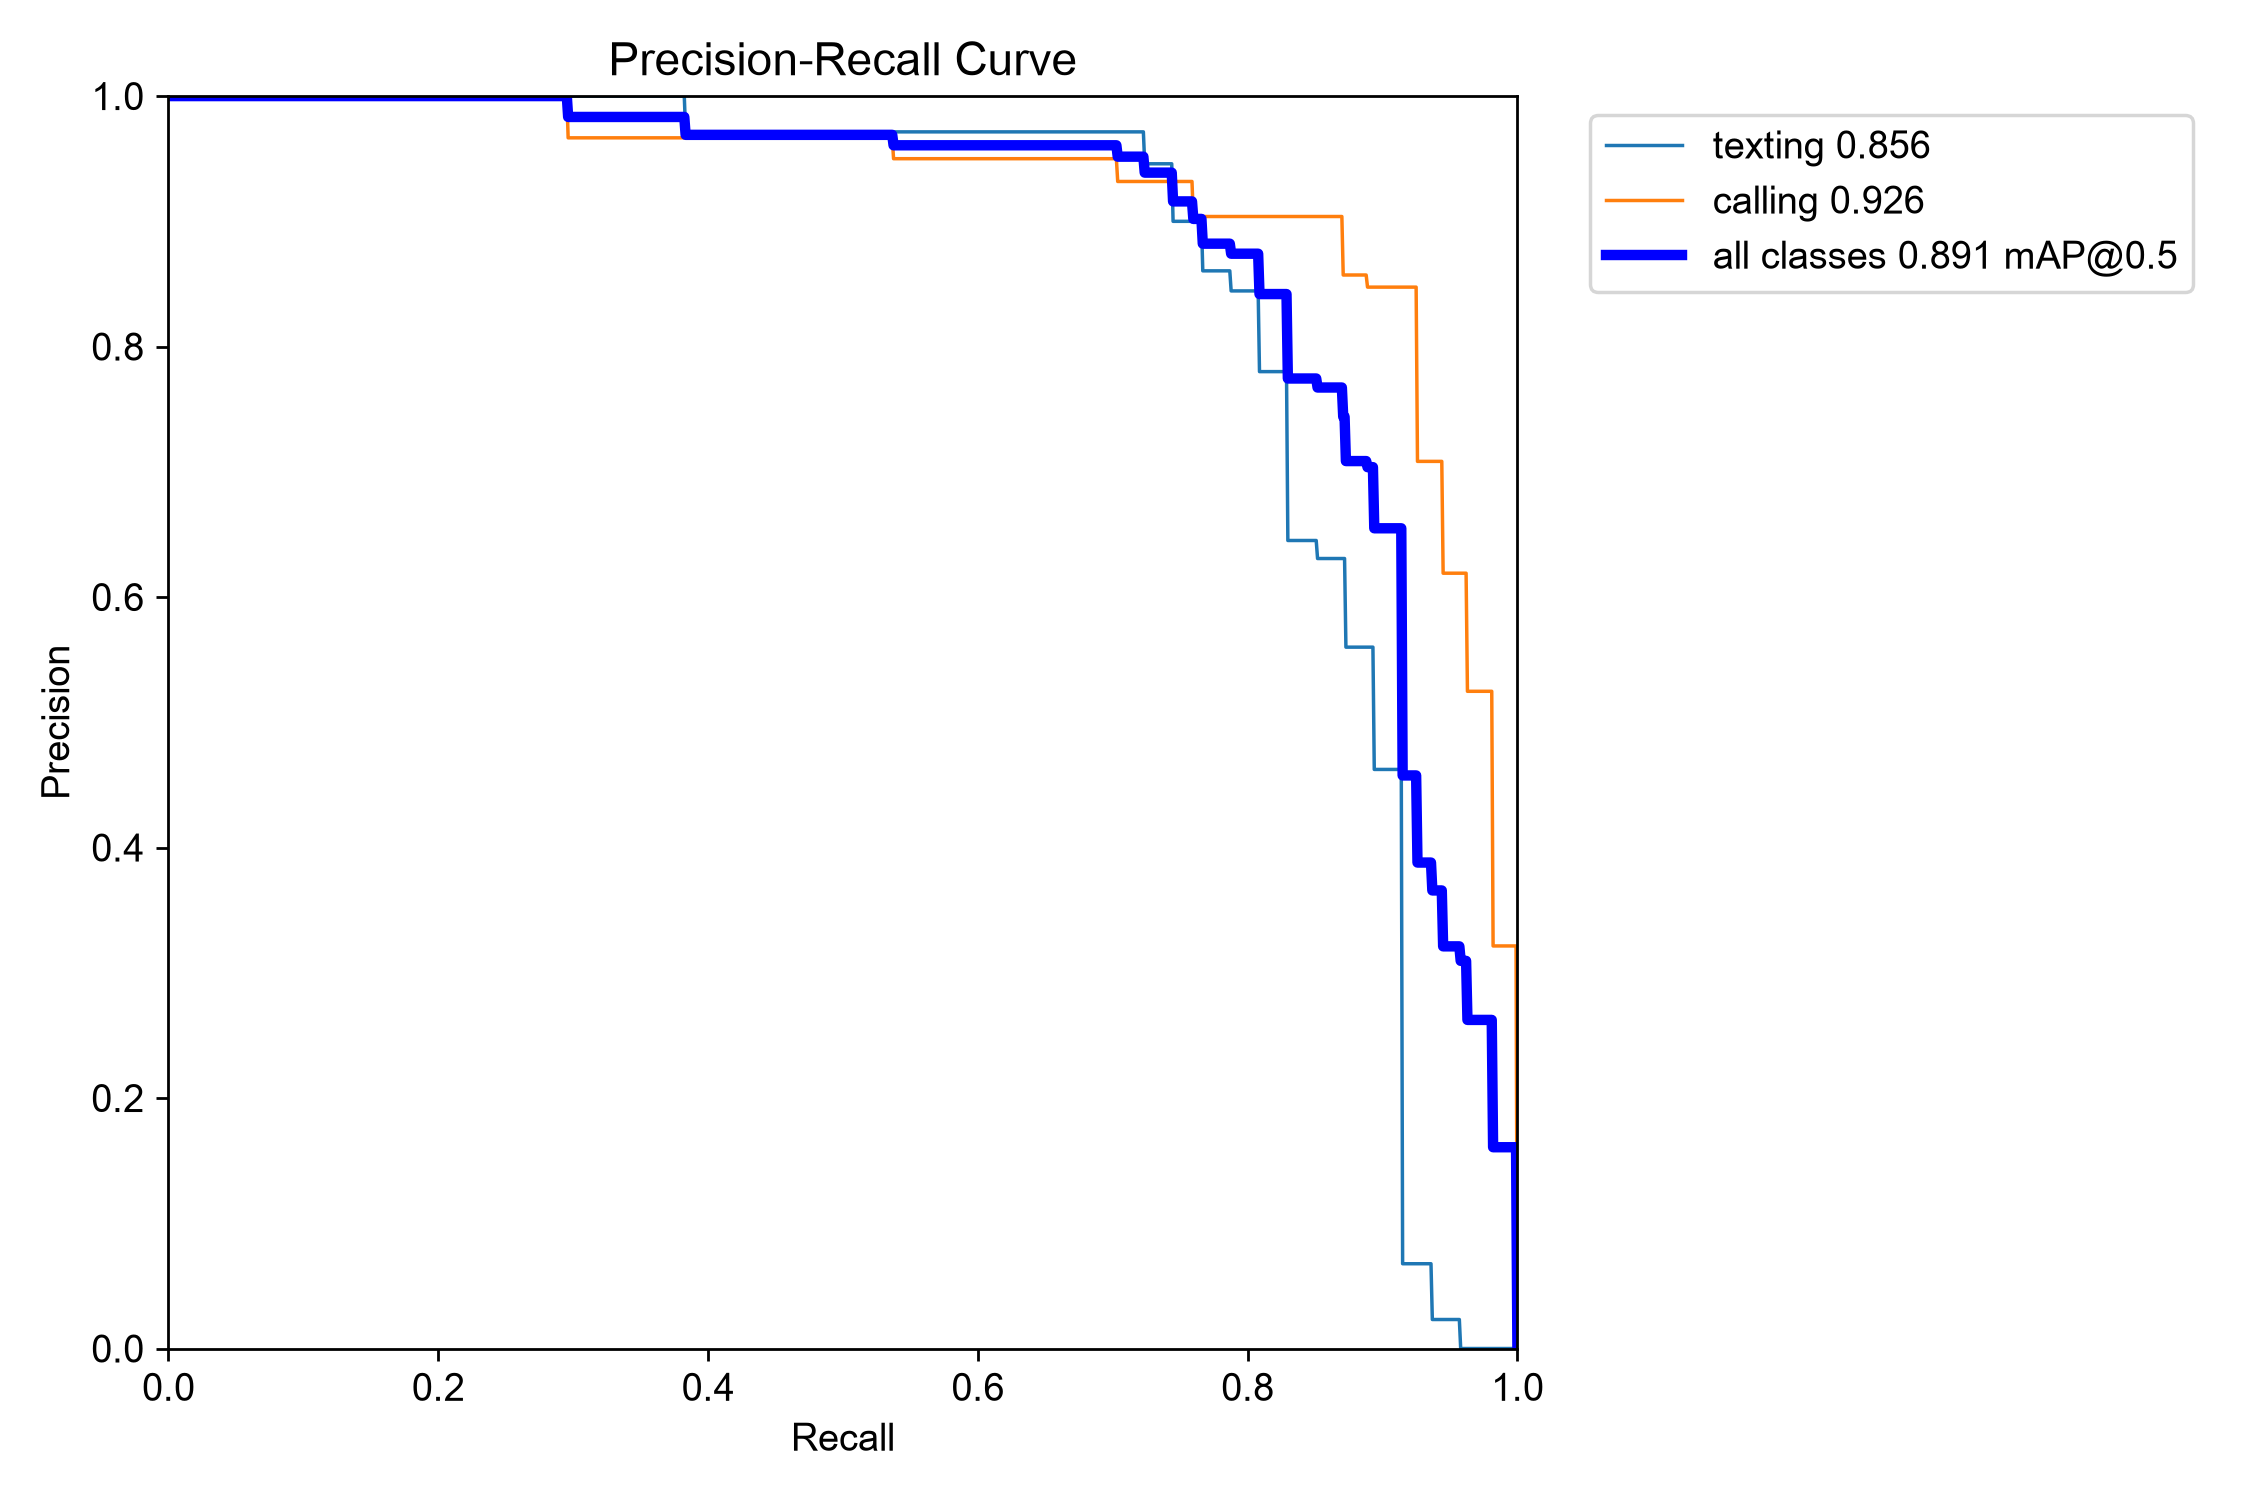 Precision-Recall Curve
1.0
0.8
0.6
0.4
0.2
0.0
Precision
0.0 0.2 0.4 0.6 0.8 1.0
Recall
texting 0.856
calling 0.926
all classes 0.891 mAP@0.5